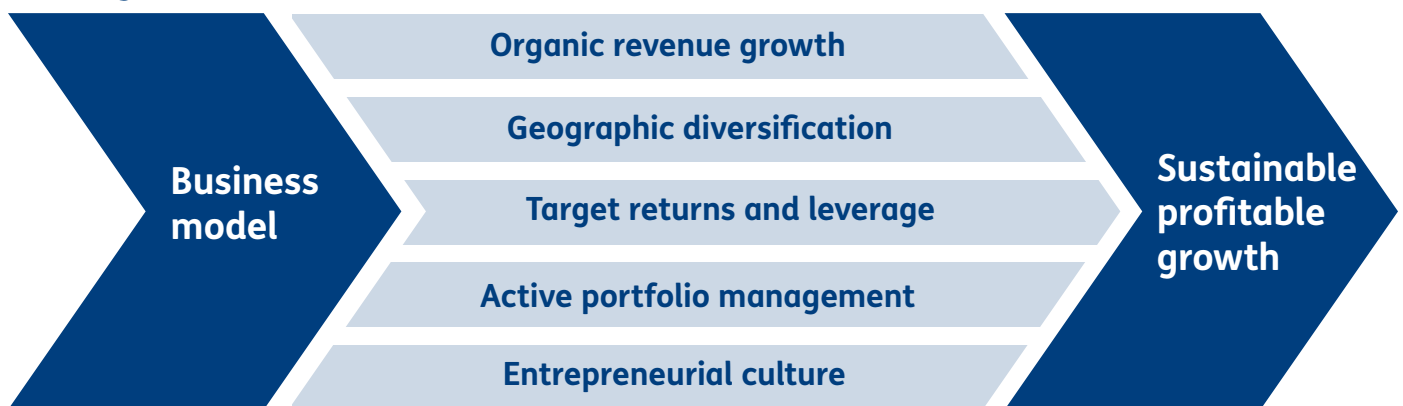 Business
model
Organic revenue growth
Geographic diversification
Target returns and leverage
Active portfolio management
Entrepreneurial culture
Sustainable
profitable
growth